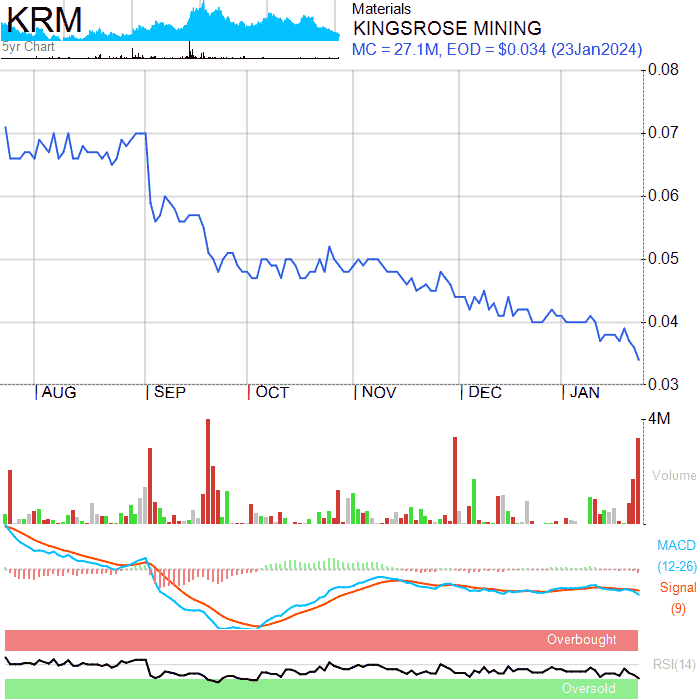 KRM
5yr Chart
Materials
KINGSROSE MINING
MC = 27.1M, EOD = $0.034 (23Jan2024)
0.08
0.07
0.06
0.05
0.04
0.03
AUG SEP OCT NOV DEC JAN
4M
Volume
MACD
(12-26)
Signal
(9)
Overbought
RSI(14)
Oversold